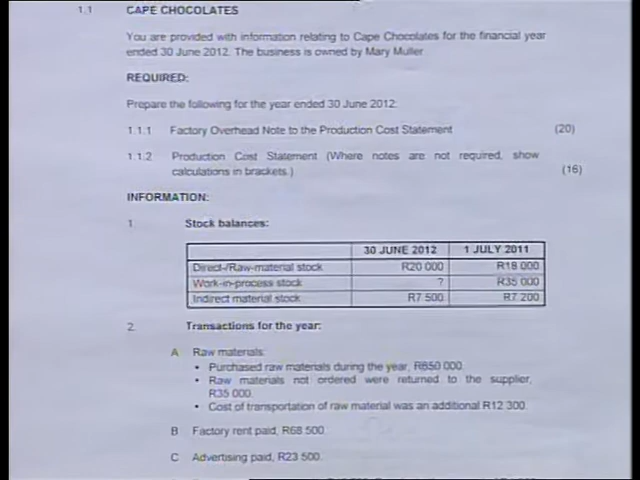 1.1 CAPE CHOCOLATES
You are provided with information relating to Cape Chocolates for the financial year
ended 30 June 2012. The business is owned by Mary Muller
REQUIRED:
Prepare the following for the year ended 30 June 2012:
1.1.1 Factory Overhead Note to the Production Cost Statement (20)
1.1.2 Production Cost Statement (Where notes are not required, show
calculations in brackets.) (16)
INFORMATION:
1. Stock balances:
30 JUNE 2012 1 JULY 2011
Direct-/Raw-material stock R20 000 R18 000
Work-in-process stock ? R35 000
Indirect material stock R7 500 R7 200
2. Transactions for the year:
A Raw materials:
• Purchased raw materials during the year, R650 000.
• Raw materials not ordered were returned to the supplier,
R35 000.
• Cost of transportation of raw material was an additional R12 300.
B Factory rent paid, R68 500
C Advertising paid, R23 500